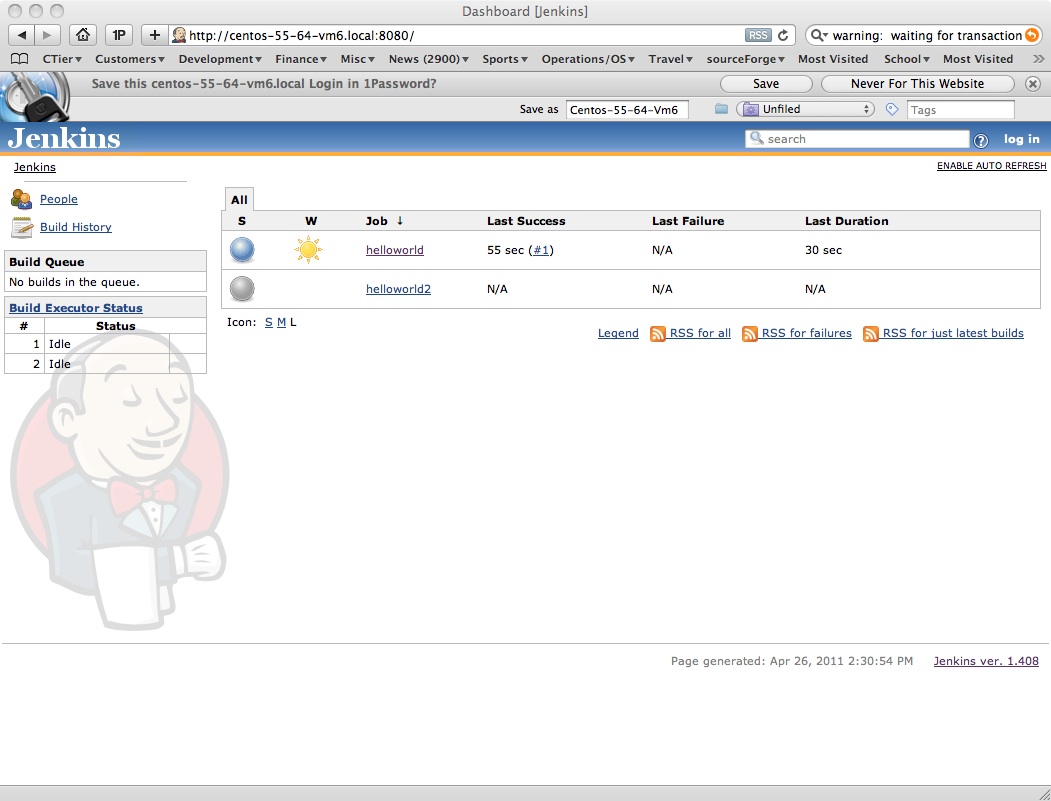 Dashboard [Jenkins]
1P + http://centos-55-64-vm6.local:8080/ RSS warning: waiting for transaction
CTier Customers Development Finance Misc News (2900) Sports Operations/OS Travel sourceForge Most Visited School Most Visited »
Save this centos-55-64-vm6.local Login in 1Password? Save Never For This Website
Save as Centos-55-64-Vm6 Unfiled Tags
Jenkins search ? log in
Jenkins ENABLE AUTO REFRESH
People
Build History
Build Queue
No builds in the queue.
Build Executor Status
# Status
1 Idle
2 Idle
All
S W Job ↓ Last Success Last Failure Last Duration
helloworld 55 sec (#1) N/A 30 sec
helloworld2 N/A N/A N/A
Icon: S M L
Legend RSS for all RSS for failures RSS for just latest builds
Page generated: Apr 26, 2011 2:30:54 PM Jenkins ver. 1.408